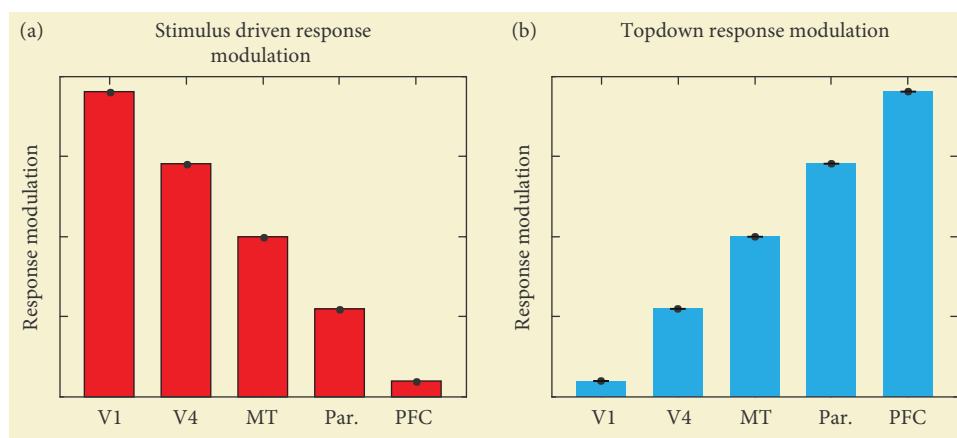 (a)
Stimulus driven response
modulation
Response modulation
V1 V4 MT Par. PFC
(b)
Topdown response modulation
Response modulation
V1 V4 MT Par. PFC